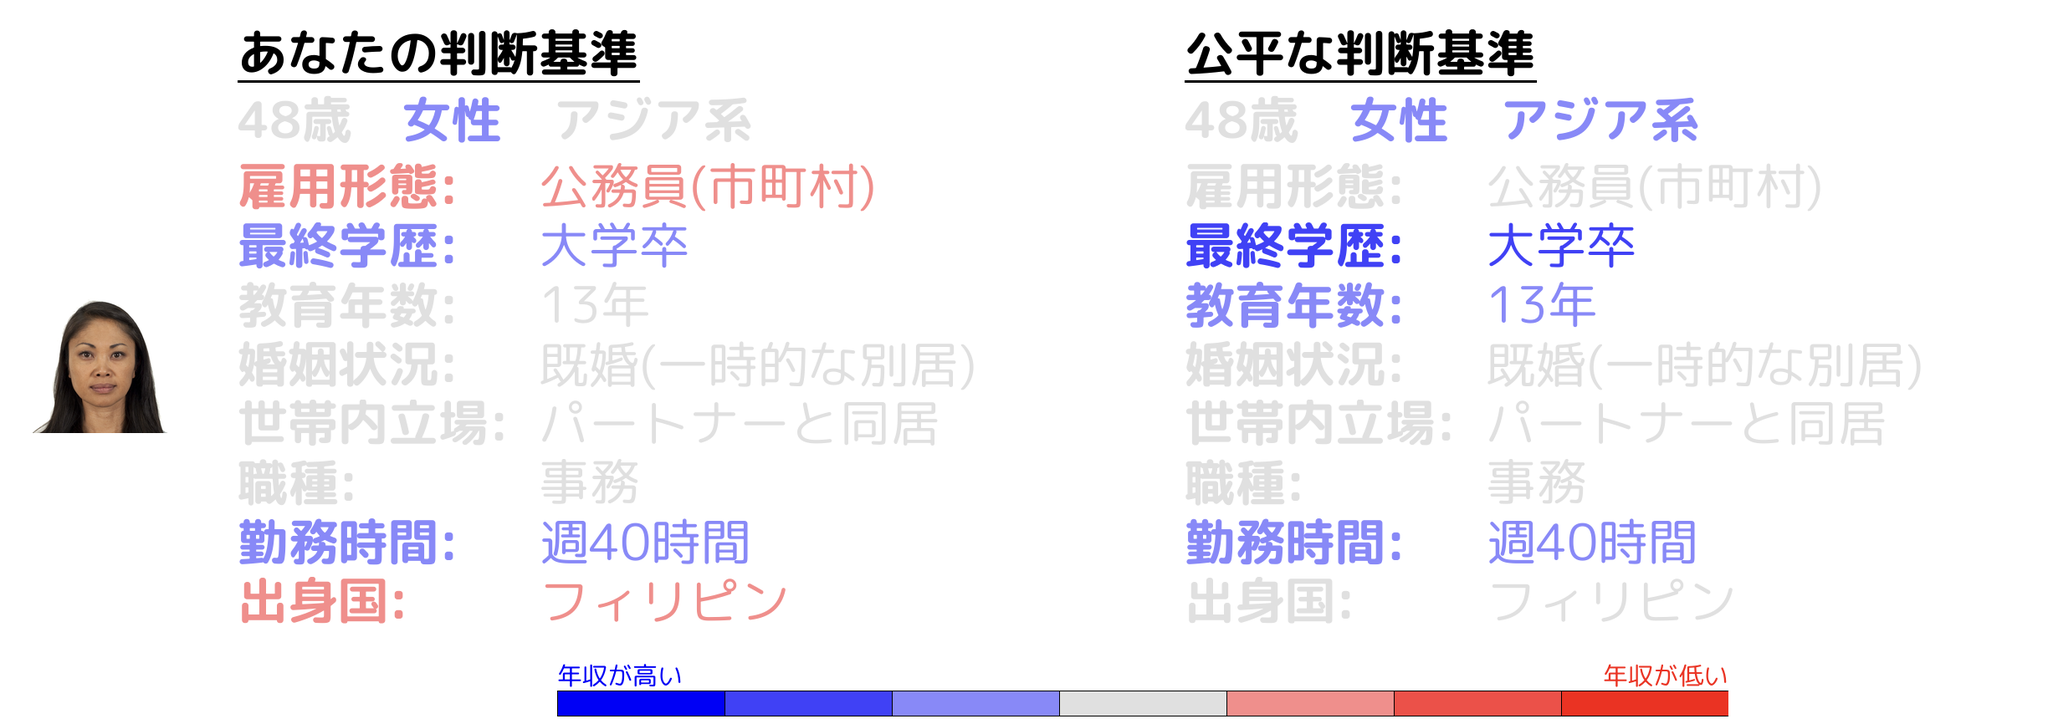 あなたの判断基準
48歳 女性 アジア系
雇用形態: 公務員(市町村)
最終学歴: 大学卒
教育年数: 13年
婚姻状況: 既婚(一時的な別居)
世帯内立場: パートナーと同居
職種: 事務
勤務時間: 週40時間
出身国: フィリピン
公平な判断基準
48歳 女性 アジア系
雇用形態: 公務員(市町村)
最終学歴: 大学卒
教育年数: 13年
婚姻状況: 既婚(一時的な別居)
世帯内立場: パートナーと同居
職種: 事務
勤務時間: 週40時間
出身国: フィリピン
年収が高い 年収が低い